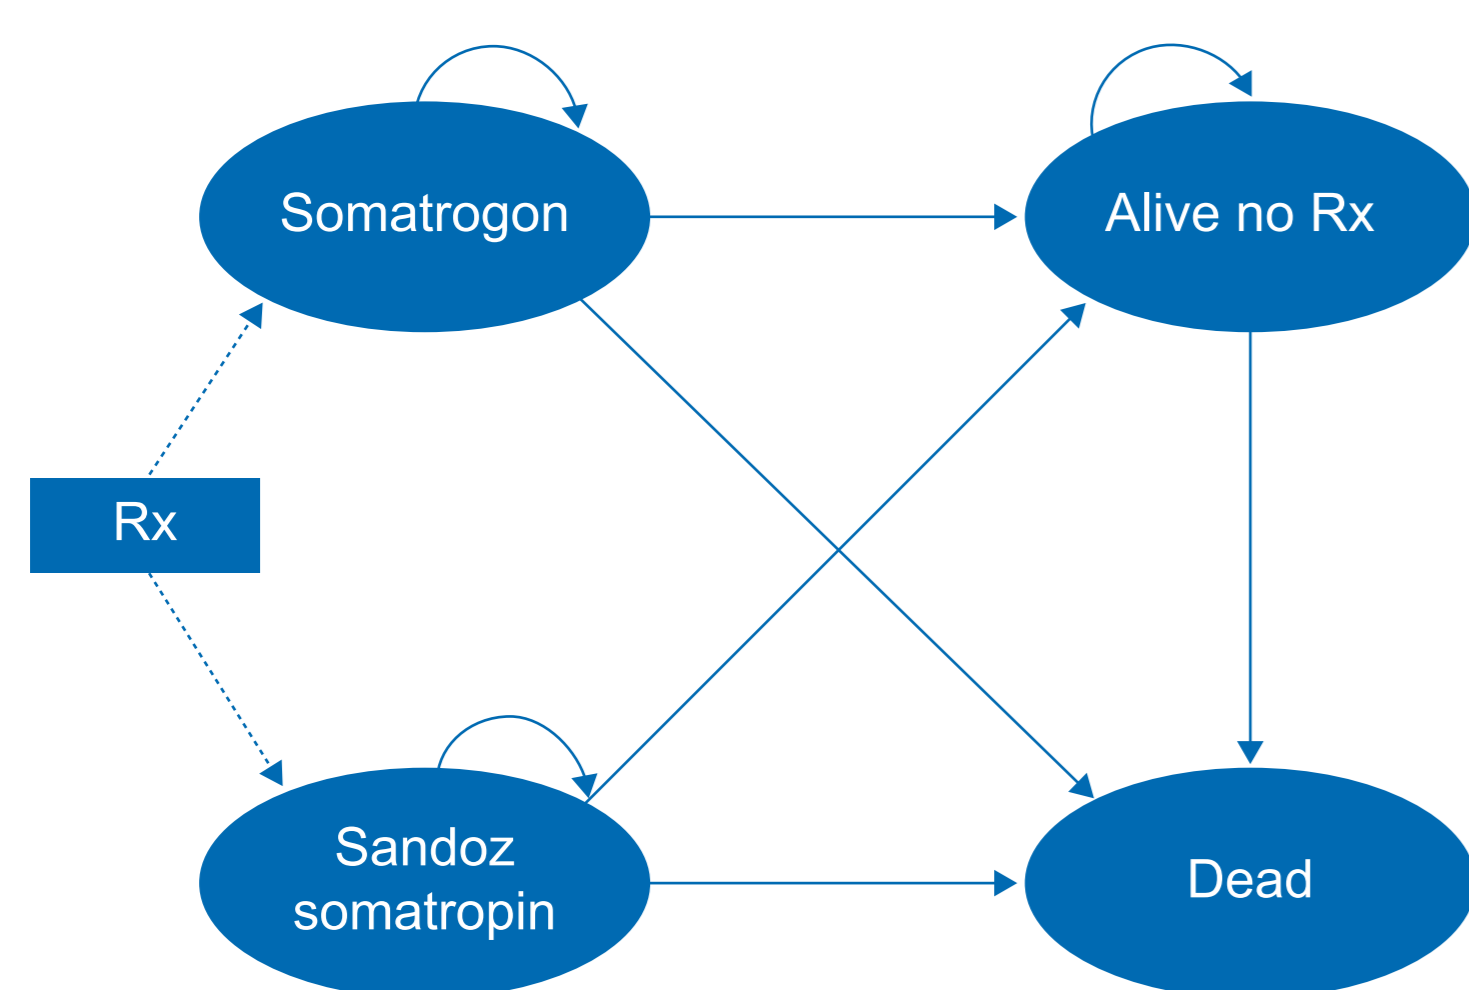 Somatrogon
Alive no Rx
Rx
Sandoz
somatropin
Dead